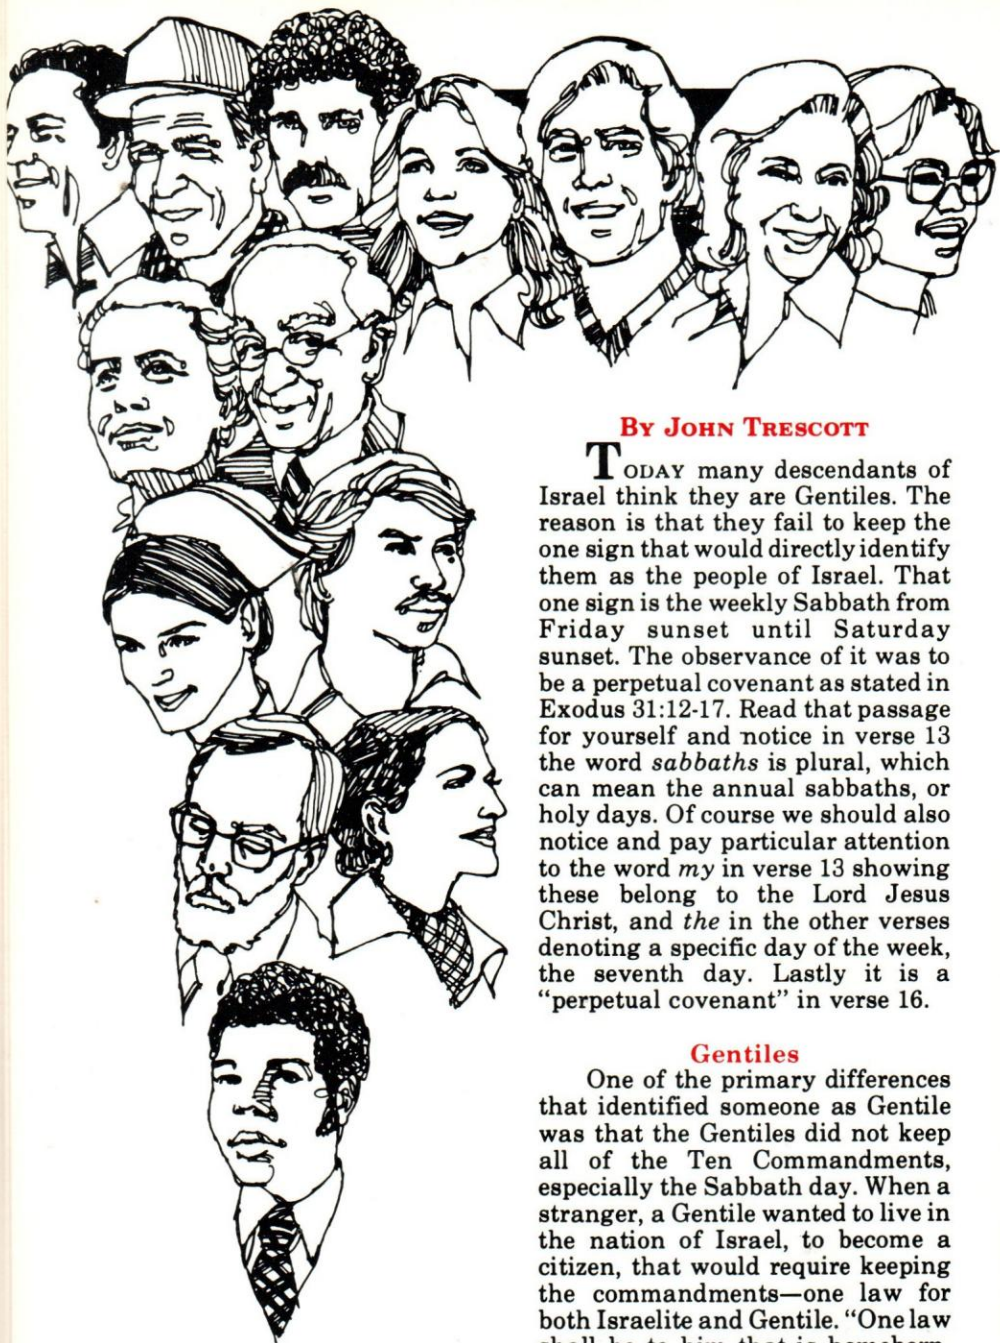 By John Trescott
Today many descendants of
Israel think they are Gentiles. The
reason is that they fail to keep the
one sign that would directly identify
them as the people of Israel. That
one sign is the weekly Sabbath from
Friday sunset until Saturday
sunset. The observance of it was to
be a perpetual covenant as stated in
Exodus 31:12-17. Read that passage
for yourself and notice in verse 13
the word sabbaths is plural, which
can mean the annual sabbaths, or
holy days. Of course we should also
notice and pay particular attention
to the word my in verse 13 showing
these belong to the Lord Jesus
Christ, and the in the other verses
denoting a specific day of the week,
the seventh day. Lastly it is a
“perpetual covenant” in verse 16.
Gentiles
One of the primary differences
that identified someone as Gentile
was that the Gentiles did not keep
all of the Ten Commandments,
especially the Sabbath day. When a
stranger, a Gentile wanted to live in
the nation of Israel, to become a
citizen, that would require keeping
the commandments—one law for
both Israelite and Gentile. “One law